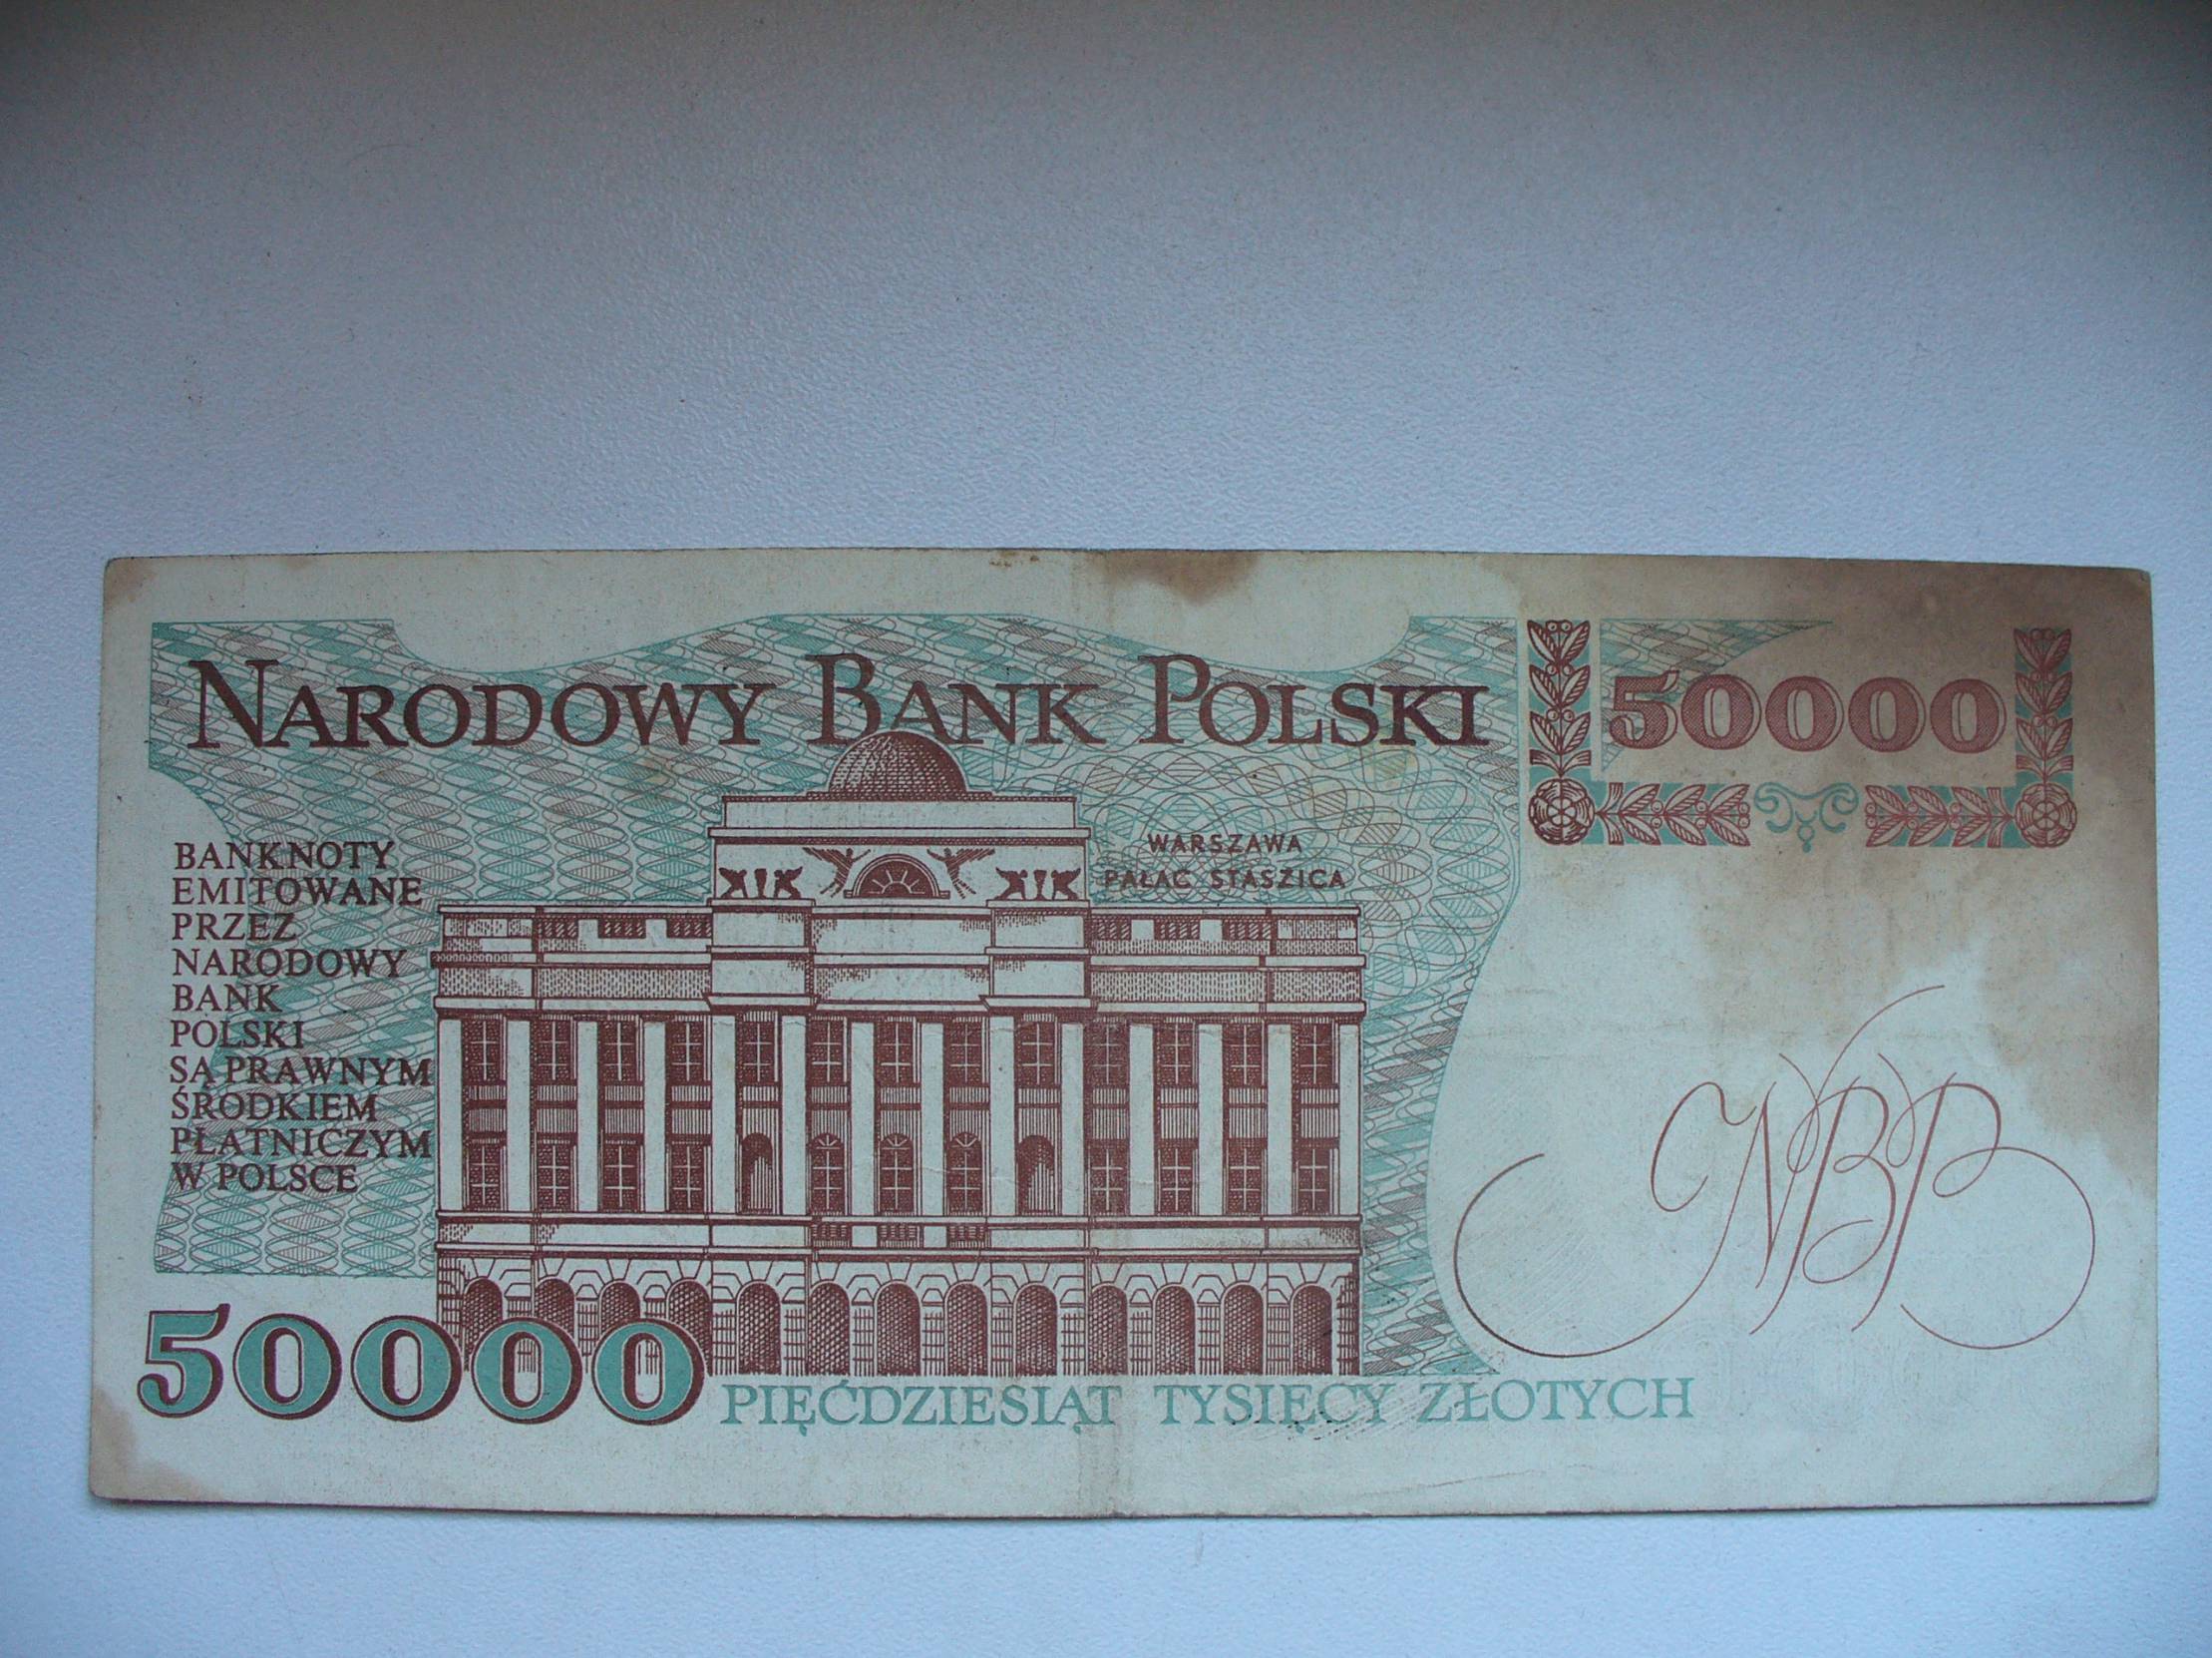 NARODOWY BANK POLSKI
50000
WARSZAWA
PAŁAC STASZICA
BANKNOTY
EMITOWANE
PRZEZ
NARODOWY
BANK
POLSKI
SĄ PRAWNYM
ŚRODKIEM
PŁATNICZYM
W POLSCE
NBP
50000
PIĘĆDZIESIĄT TYSIĘCY ZŁOTYCH